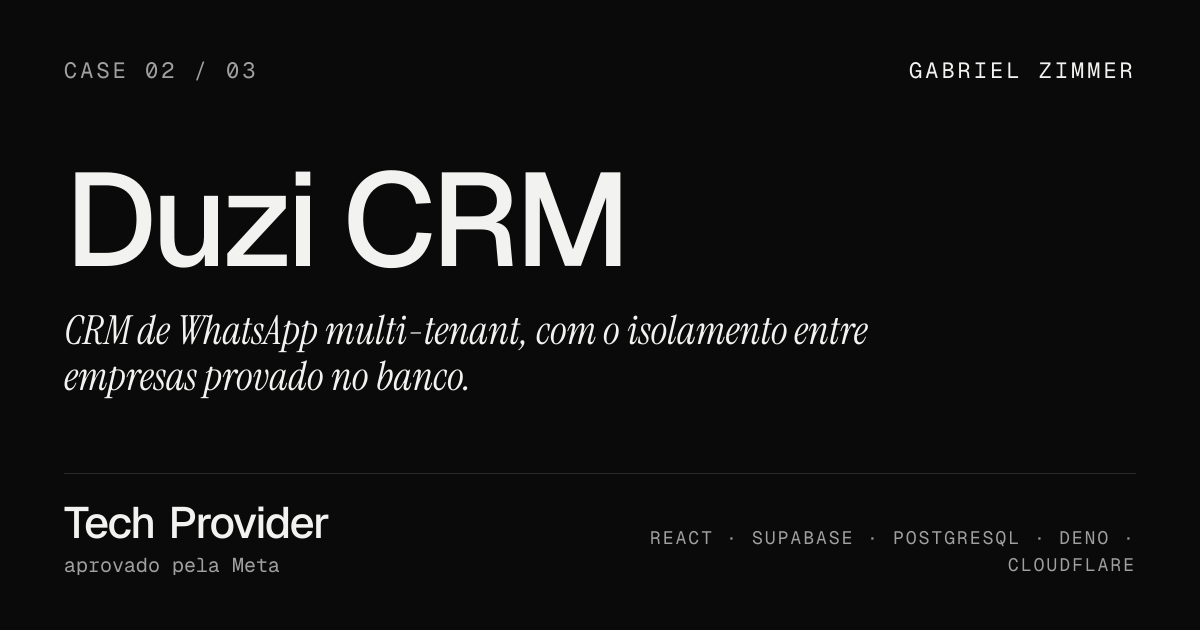 CASE 02 / 03
GABRIEL ZIMMER
Duzi CRM
CRM de WhatsApp multi-tenant, com o isolamento entre
empresas provado no banco.
Tech Provider
aprovado pela Meta
REACT · SUPABASE · POSTGRESQL · DENO ·
CLOUDFLARE